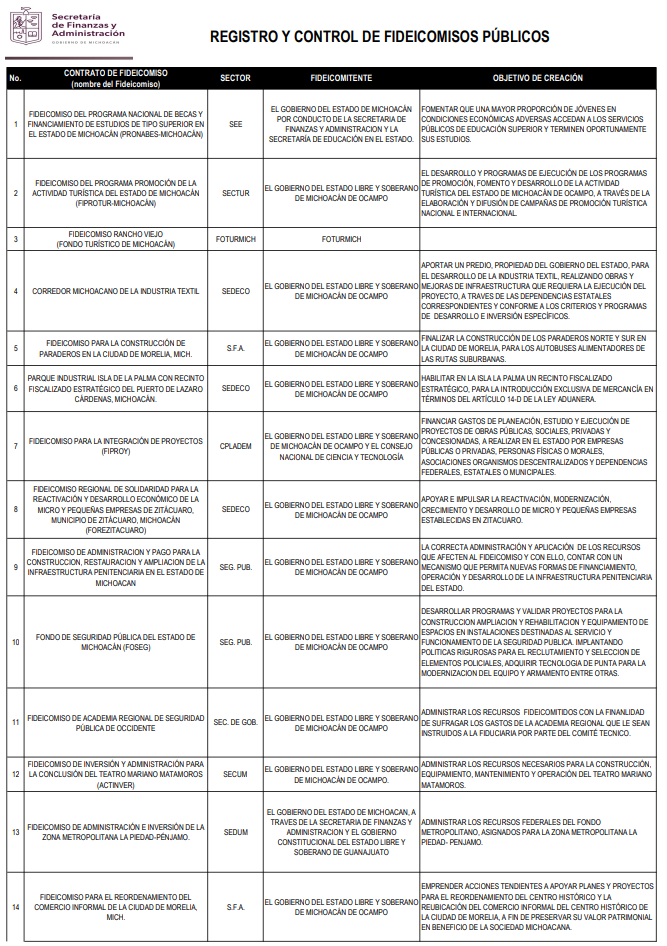 Secretaría
de Finanzas y
Administración
GOBIERNO DE MICHOACÁN
REGISTRO Y CONTROL DE FIDEICOMISOS PÚBLICOS
No.
CONTRATO DE FIDEICOMISO
(nombre del Fideicomiso)
SECTOR
FIDEICOMITENTE
OBJETIVO DE CREACIÓN
1
FIDEICOMISO DEL PROGRAMA NACIONAL DE BECAS Y
FINANCIAMIENTO DE ESTUDIOS DE TIPO SUPERIOR EN
EL ESTADO DE MICHOACÁN (PRONABES-MICHOACÁN)
SEE
EL GOBIERNO DEL ESTADO DE MICHOACÁN
POR CONDUCTO DE LA SECRETARIA DE
FINANZAS Y ADMINISTRACION Y LA
SECRETARÍA DE EDUCACIÓN EN EL ESTADO.
FOMENTAR QUE UNA MAYOR PROPORCIÓN DE JÓVENES EN
CONDICIONES ECONÓMICAS ADVERSAS ACCEDAN A LOS SERVICIOS
PÚBLICOS DE EDUCACIÓN SUPERIOR Y TERMINEN OPORTUNAMENTE
SUS ESTUDIOS.
2
FIDEICOMISO DEL PROGRAMA PROMOCIÓN DE LA
ACTIVIDAD TURÍSTICA DEL ESTADO DE MICHOACÁN
(FIPROTUR-MICHOACÁN)
SECTUR
EL GOBIERNO DEL ESTADO LIBRE Y SOBERANO
DE MICHOACÁN DE OCAMPO.
EL DESARROLLO Y PROGRAMAS DE EJECUCIÓN DE LOS PROGRAMAS
DE PROMOCIÓN, FOMENTO Y DESARROLLO DE LA ACTIVIDAD
TURÍSTICA DEL ESTADO DE MICHOACÁN DE OCAMPO, A TRAVÉS DE LA
ELABORACIÓN Y DIFUSIÓN DE CAMPAÑAS DE PROMOCIÓN TURÍSTICA
NACIONAL E INTERNACIONAL.
3
FIDEICOMISO RANCHO VIEJO
(FONDO TURÍSTICO DE MICHOACÁN)
FOTURMICH
FOTURMICH
4
CORREDOR MICHOACANO DE LA INDUSTRIA TEXTIL
SEDECO
EL GOBIERNO DEL ESTADO LIBRE Y SOBERANO
DE MICHOACÁN DE OCAMPO
APORTAR UN PREDIO, PROPIEDAD DEL GOBIERNO DEL ESTADO, PARA
EL DESARROLLO DE LA INDUSTRIA TEXTIL, REALIZANDO OBRAS Y
MEJORAS DE INFRAESTRUCTURA QUE REQUIERA LA EJECUCIÓN DEL
PROYECTO, A TRAVES DE LAS DEPENDENCIAS ESTATALES
CORRESPONDIENTES Y CONFORME A LOS CRITERIOS Y PROGRAMAS
DE DESARROLLO E INVERSIÓN ESPECÍFICOS.
5
FIDEICOMISO PARA LA CONSTRUCCIÓN DE
PARADEROS EN LA CIUDAD DE MORELIA, MICH.
S.F.A.
EL GOBIERNO DEL ESTADO LIBRE Y SOBERANO
DE MICHOACÁN DE OCAMPO
FINALIZAR LA CONSTRUCCIÓN DE LOS PARADEROS NORTE Y SUR EN
LA CIUDAD DE MORELIA, PARA LOS AUTOBUSES ALIMENTADORES DE
LAS RUTAS SUBURBANAS.
6
PARQUE INDUSTRIAL ISLA DE LA PALMA CON RECINTO
FISCALIZADO ESTRATÉGICO DEL PUERTO DE LAZARO
CÁRDENAS, MICHOACÁN.
SEDECO
EL GOBIERNO DEL ESTADO LIBRE Y SOBERANO
DE MICHOACÁN DE OCAMPO
HABILITAR EN LA ISLA LA PALMA UN RECINTO FISCALIZADO
ESTRATÉGICO, PARA LA INTRODUCCIÓN EXCLUSIVA DE MERCANCÍA EN
TÉRMINOS DEL ARTÍCULO 14-D DE LA LEY ADUANERA.
7
FIDEICOMISO PARA LA INTEGRACIÓN DE PROYECTOS
(FIPROY)
CPLADEM
EL GOBIERNO DEL ESTADO LIBRE Y SOBERANO
DE MICHOACÁN DE OCAMPO Y EL CONSEJO
NACIONAL DE CIENCIA Y TECNOLOGÍA
FINANCIAR GASTOS DE PLANEACIÓN, ESTUDIO Y EJECUCIÓN DE
PROYECTOS DE OBRAS PÚBLICAS, SOCIALES, PRIVADAS Y
CONCESIONADAS, A REALIZAR EN EL ESTADO POR EMPRESAS
PÚBLICAS O PRIVADAS, PERSONAS FÍSICAS O MORALES,
ASOCIACIONES ORGANISMOS DESCENTRALIZADOS Y DEPENDENCIAS
FEDERALES, ESTATALES O MUNICIPALES.
8
FIDEICOMISO REGIONAL DE SOLIDARIDAD PARA LA
REACTIVACIÓN Y DESARROLLO ECONÓMICO DE LA
MICRO Y PEQUEÑAS EMPRESAS DE ZITÁCUARO,
MUNICIPIO DE ZITÁCUARO, MICHOACÁN
(FOREZITACUARO)
SEDECO
EL GOBIERNO DEL ESTADO LIBRE Y SOBERANO
DE MICHOACÁN DE OCAMPO
APOYAR E IMPULSAR LA REACTIVACIÓN, MODERNIZACIÓN,
CRECIMIENTO Y DESARROLLO DE MICRO Y PEQUEÑAS EMPRESAS
ESTABLECIDAS EN ZITACUARO.
9
FIDEICOMISO DE ADMINISTRACION Y PAGO PARA LA
CONSTRUCCION, RESTAURACION Y AMPLIACION DE LA
INFRAESTRUCTURA PENITENCIARIA EN EL ESTADO DE
MICHOACAN
SEG. PUB.
EL GOBIERNO DEL ESTADO LIBRE Y SOBERANO
DE MICHOACÁN DE OCAMPO
LA CORRECTA ADMINISTRACIÓN Y APLICACIÓN DE LOS RECURSOS
QUE AFECTEN AL FIDEICOMISO Y CON ELLO, CONTAR CON UN
MECANISMO QUE PERMITA NUEVAS FORMAS DE FINANCIAMIENTO,
OPERACIÓN Y DESARROLLO DE LA INFRAESTRUCTURA PENITENCIARIA
DEL ESTADO.
10
FONDO DE SEGURIDAD PÚBLICA DEL ESTADO DE
MICHOACÁN (FOSEG)
SEG. PUB.
EL GOBIERNO DEL ESTADO LIBRE Y SOBERANO
DE MICHOACÁN DE OCAMPO
DESARROLLAR PROGRAMAS Y VALIDAR PROYECTOS PARA LA
CONSTRUCCION AMPLIACION Y REHABILITACION Y EQUIPAMIENTO DE
ESPACIOS EN INSTALACIONES DESTINADAS AL SERVICIO Y
FUNCIONAMIENTO DE LA SEGURIDAD PUBLICA. IMPLANTANDO
POLITICAS RIGUROSAS PARA EL RECLUTAMIENTO Y SELECCION DE
ELEMENTOS POLICIALES, ADQUIRIR TECNOLOGIA DE PUNTA PARA LA
MODERNIZACION DEL EQUIPO Y ARMAMENTO ENTRE OTRAS.
11
FIDEICOMISO DE ACADEMIA REGIONAL DE SEGURIDAD
PÚBLICA DE OCCIDENTE
SEC. DE GOB.
EL GOBIERNO DEL ESTADO LIBRE Y SOBERANO
DE MICHOACÁN DE OCAMPO
ADMINISTRAR LOS RECURSOS FIDEICOMITIDOS CON LA FINANLIDAD
DE SUFRAGAR LOS GASTOS DE LA ACADEMIA REGIONAL QUE LE SEAN
INSTRUIDOS A LA FIDUCIARIA POR PARTE DEL COMITÉ TECNICO.
12
FIDEICOMISO DE INVERSIÓN Y ADMINISTRACIÓN PARA
LA CONCLUSIÓN DEL TEATRO MARIANO MATAMOROS
(ACTINVER)
SECUM
EL GOBIERNO DEL ESTADO LIBRE Y SOBERANO
DE MICHOACÁN DE OCAMPO.
ADMINISTRAR LOS RECURSOS NECESARIOS PARA LA CONSTRUCCIÓN,
EQUIPAMIENTO, MANTENIMIENTO Y OPERACIÓN DEL TEATRO MARIANO
MATAMOROS.
13
FIDEICOMISO DE ADMINISTRACIÓN E INVERSIÓN DE LA
ZONA METROPOLITANA LA PIEDAD-PÉNJAMO.
SEDUM
EL GOBIERNO DEL ESTADO DE MICHOACAN, A
TRAVES DE LA SECRETARIA DE FINANZAS Y
ADMINISTRACION Y EL GOBIERNO
CONSTITUCIONAL DEL ESTADO LIBRE Y
SOBERANO DE GUANAJUATO
ADMINISTRAR LOS RECURSOS FEDERALES DEL FONDO
METROPOLITANO, ASIGNADOS PARA LA ZONA METROPOLITANA LA
PIEDAD- PENJAMO.
14
FIDEICOMISO PARA EL REORDENAMIENTO DEL
COMERCIO INFORMAL DE LA CIUDAD DE MORELIA,
MICH.
S.F.A.
EL GOBIERNO DEL ESTADO LIBRE Y SOBERANO
DE MICHOACÁN DE OCAMPO
EMPRENDER ACCIONES TENDIENTES A APOYAR PLANES Y PROYECTOS
PARA EL REORDENAMIENTO DEL CENTRO HISTÓRICO Y LA
REUBICACIÓN DEL COMERCIO INFORMAL DEL CENTRO HISTÓRICO DE
LA CIUDAD DE MORELIA, A FIN DE PRESERVAR SU VALOR PATRIMONIAL
EN BENEFICIO DE LA SOCIEDAD MICHOACANA.